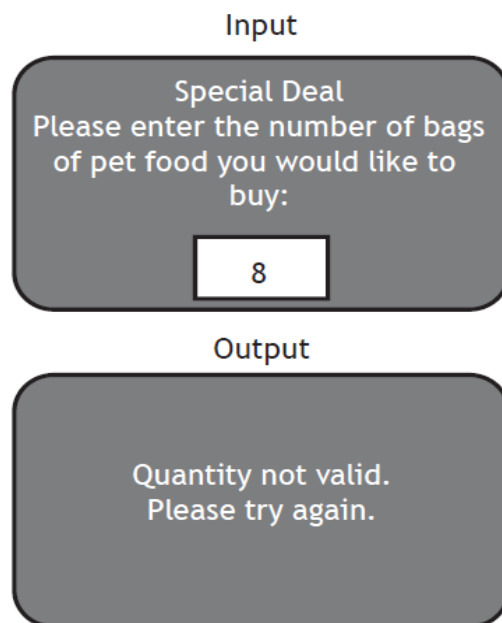 Input
Special Deal
Please enter the number of bags
of pet food you would like to
buy:
8
Output
Quantity not valid.
Please try again.